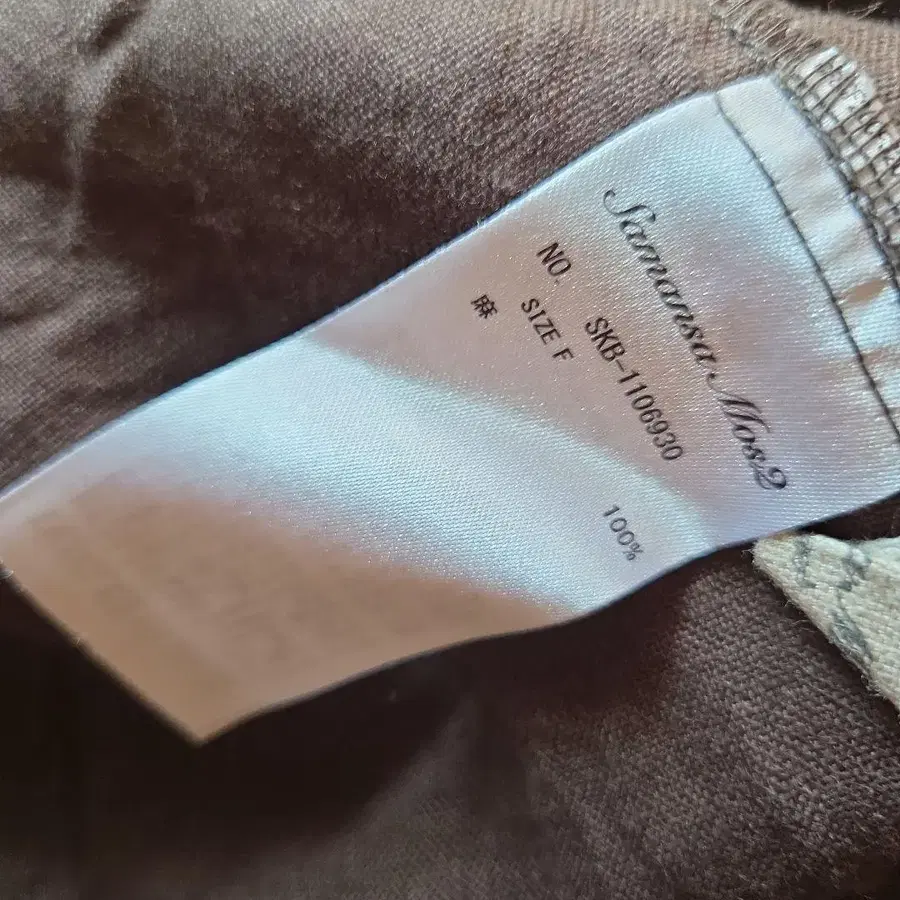 Samansa Mos2
NO. SKB-1106930
SIZE F
麻 100%